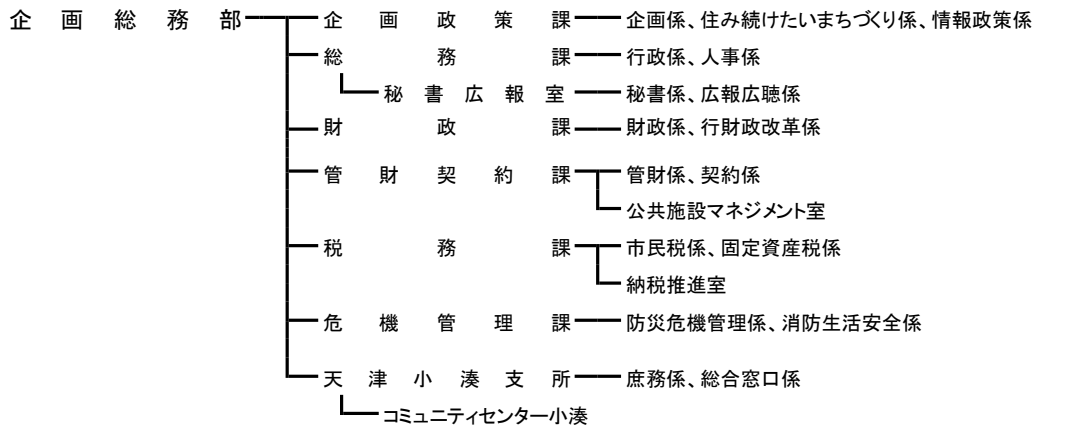 企画総務部 企画政策課 企画係、住み続けたいまちづくり係、情報政策係
総務課 行政係、人事係
秘書広報室 秘書係、広報広聴係
財政課 財政係、行財政改革係
管財契約課 管財係、契約係
公共施設マネジメント室
税務課 市民税係、固定資産税係
納税推進室
危機管理課 防災危機管理係、消防生活安全係
天津小湊支所 庶務係、総合窓口係
コミュニティセンター小湊